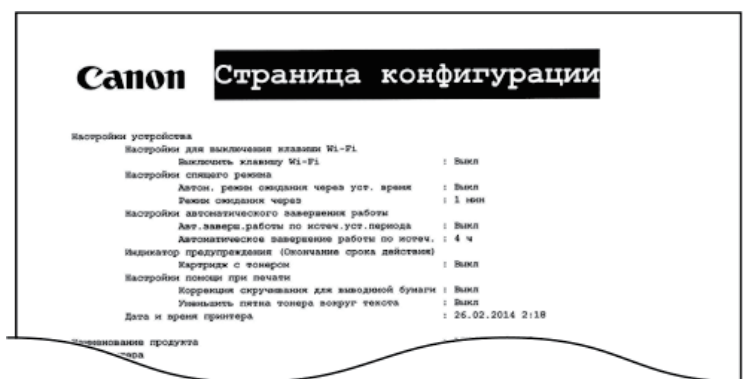 Canon Страница конфигурации
Настройки устройства
Настройки для выключения клавиши Wi-Fi
Выключить клавишу Wi-Fi : Выкл
Настройки спящего режима
Автом. режим ожидания через уст. время : Выкл
Режим ожидания через : 1 мин
Настройки автоматического завершения работы
Авт.заверш.работы по истеч.уст.периода : Выкл
Автоматическое завершение работы по истеч. : 4 ч
Индикатор предупреждения (Окончание срока действия)
Картридж с тонером : Выкл
Настройки помощи при печати
Коррекция скручивания для выводимой бумаги : Выкл
Уменьшить пятна тонера вокруг текста : Выкл
Дата и время принтера : 26.02.2014 2:18
продукта